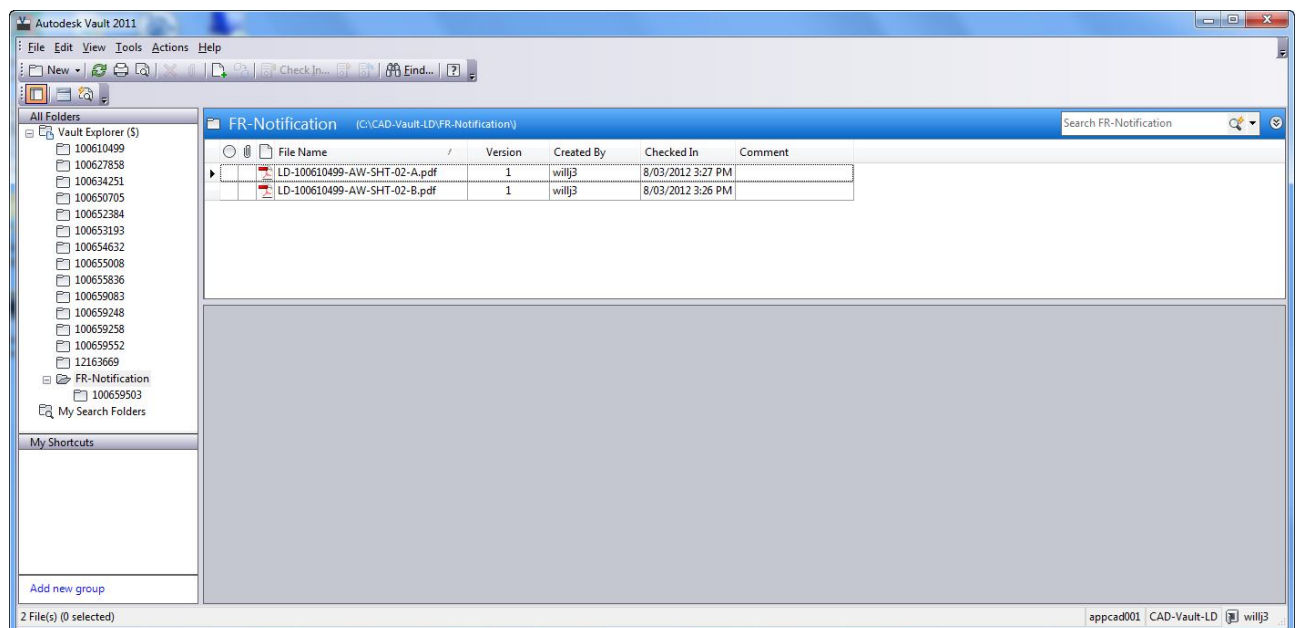 Autodesk Vault 2011
File Edit View Tools Actions Help
New Check In... Find...
All Folders
Vault Explorer ($)
100610499
100627858
100634251
100650705
100652384
100653193
100654632
100655008
100655836
100659083
100659248
100659258
100659552
12163669
FR-Notification
100659503
My Search Folders
My Shortcuts
Add new group
FR-Notification (C:\CAD-Vault-LD\FR-Notification\) Search FR-Notification
File Name / Version Created By Checked In Comment
LD-100610499-AW-SHT-02-A.pdf 1 willj3 8/03/2012 3:27 PM
LD-100610499-AW-SHT-02-B.pdf 1 willj3 8/03/2012 3:26 PM
2 File(s) (0 selected) appcad001 CAD-Vault-LD willj3